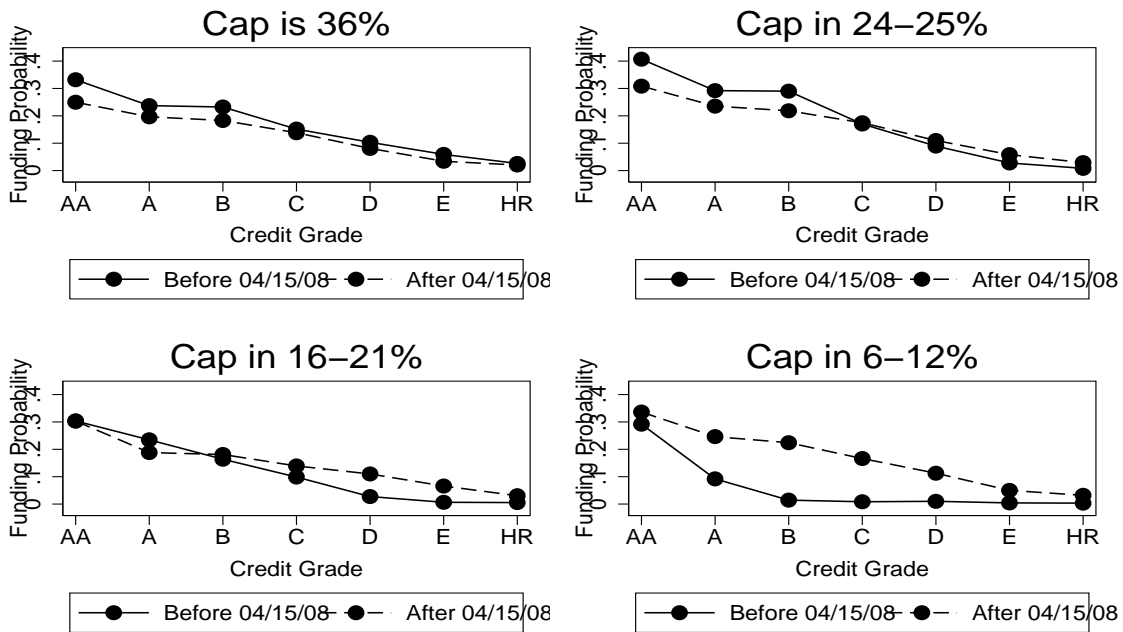 Cap is 36%
Funding Probability
.4
.3
.2
.1
0
AA A B C D E HR
Credit Grade
Before 04/15/08 After 04/15/08
Cap in 24–25%
Funding Probability
.4
.3
.2
.1
0
AA A B C D E HR
Credit Grade
Before 04/15/08 After 04/15/08
Cap in 16–21%
Funding Probability
.4
.3
.2
.1
0
AA A B C D E HR
Credit Grade
Before 04/15/08 After 04/15/08
Cap in 6–12%
Funding Probability
.4
.3
.2
.1
0
AA A B C D E HR
Credit Grade
Before 04/15/08 After 04/15/08